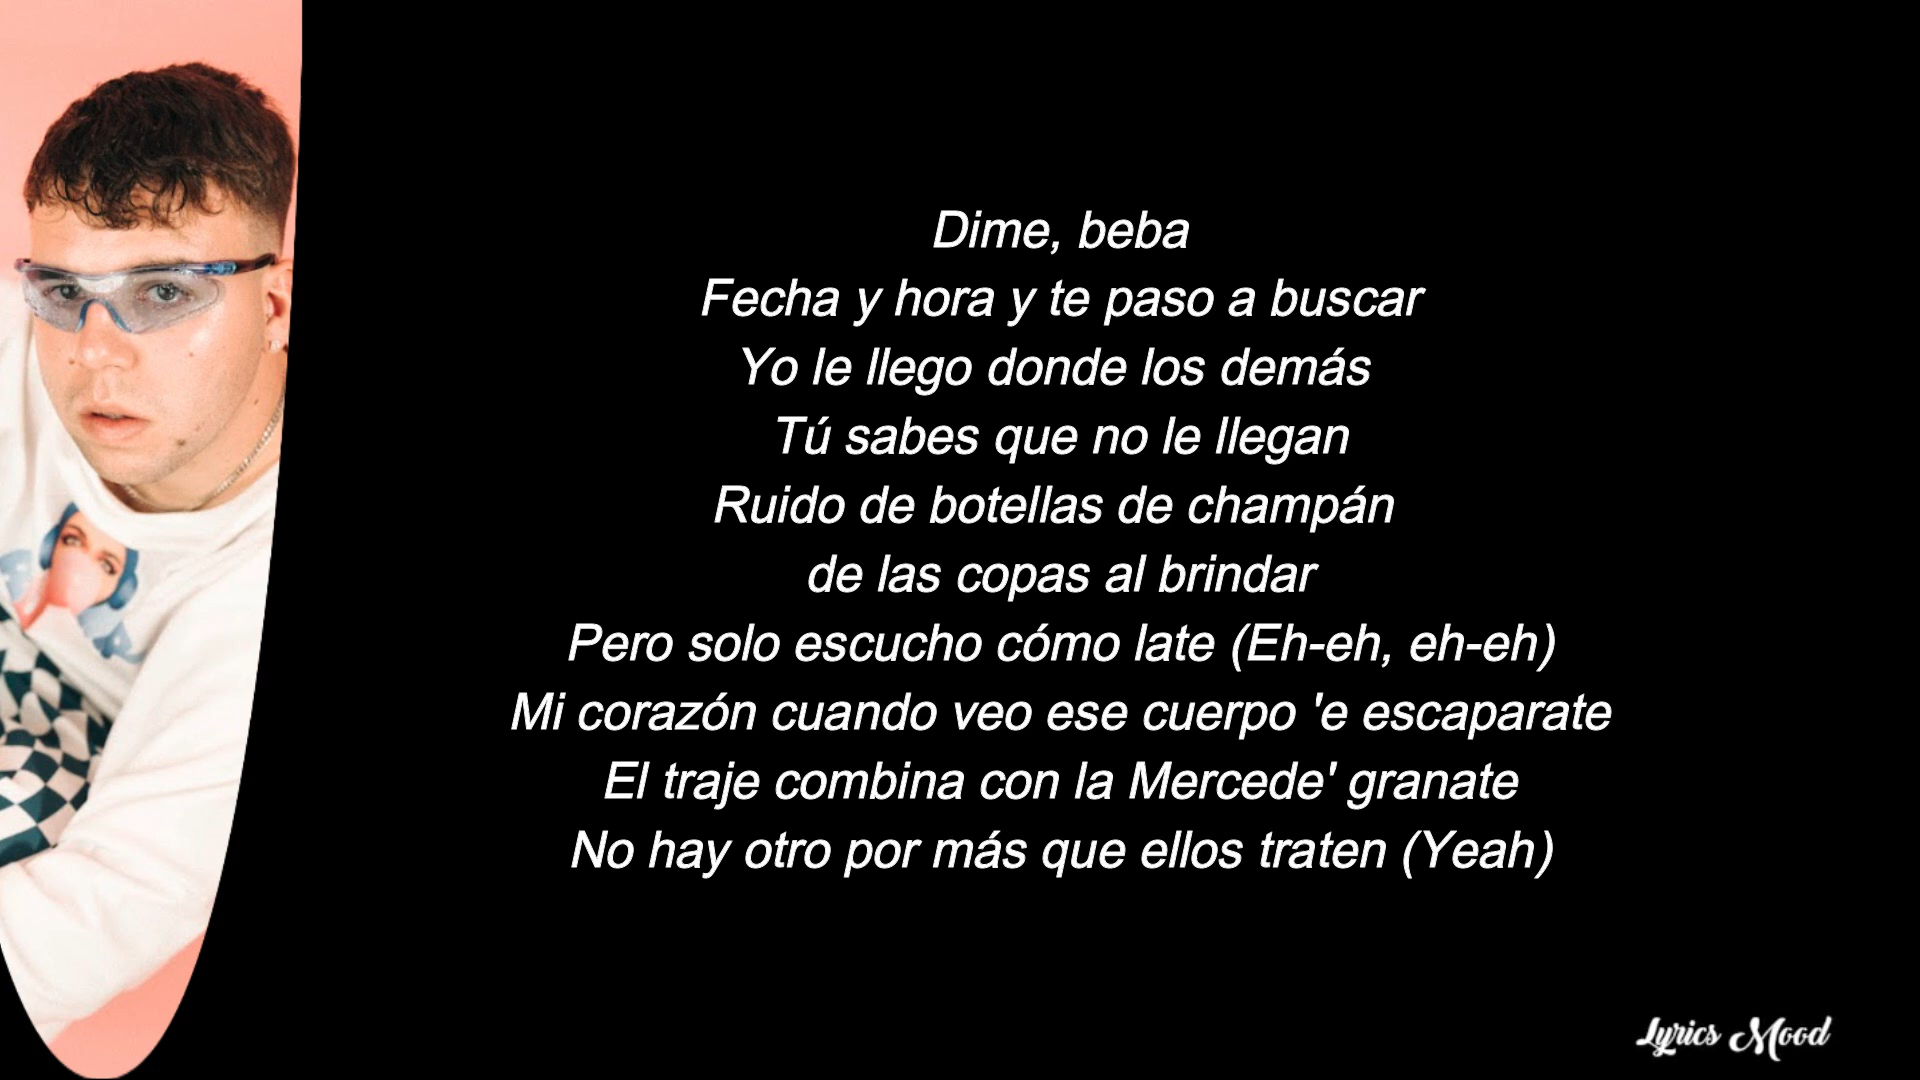 Dime, beba
Fecha y hora y te paso a buscar
Yo le llego donde los demás
Tú sabes que no le llegan
Ruido de botellas de champán
de las copas al brindar
Pero solo escucho cómo late (Eh-eh, eh-eh)
Mi corazón cuando veo ese cuerpo 'e escaparate
El traje combina con la Mercede' granate
No hay otro por más que ellos traten (Yeah)
Lyrics Mood